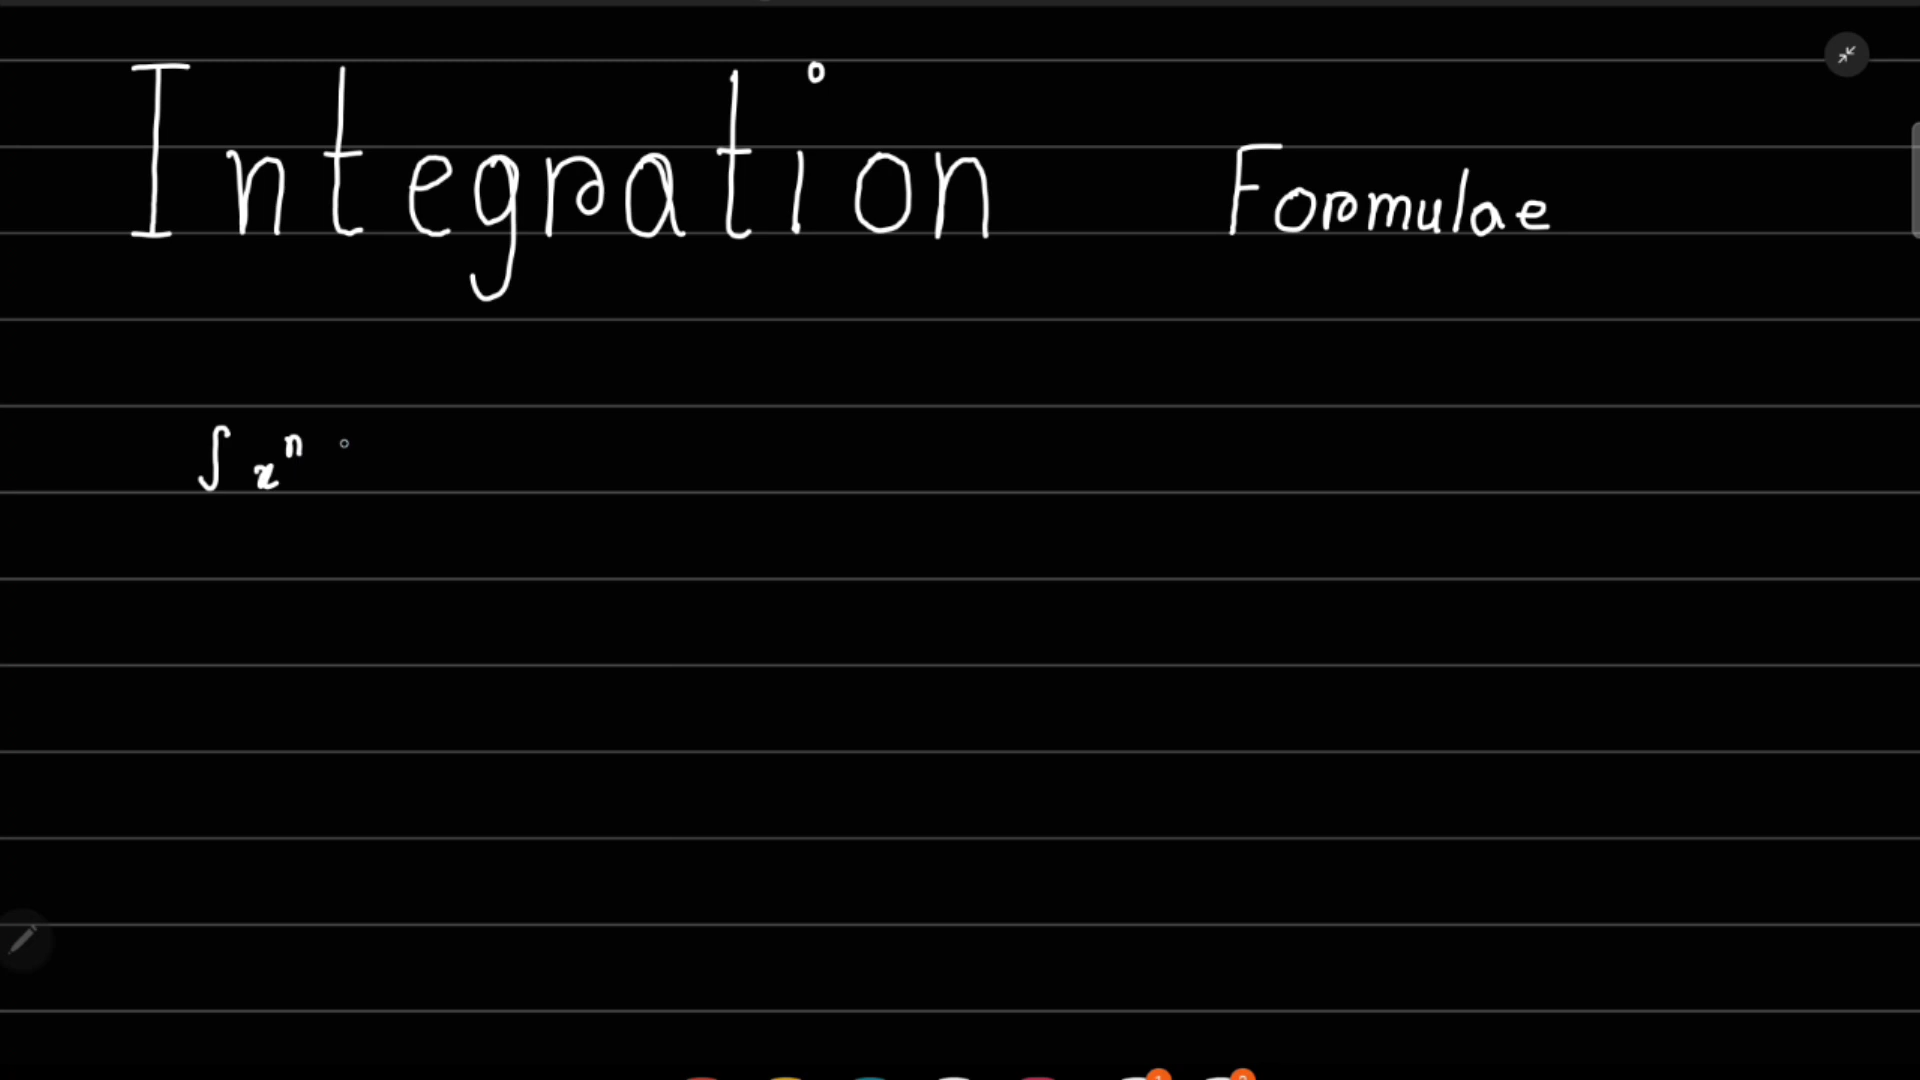 Integration Formulae
∫ xⁿ